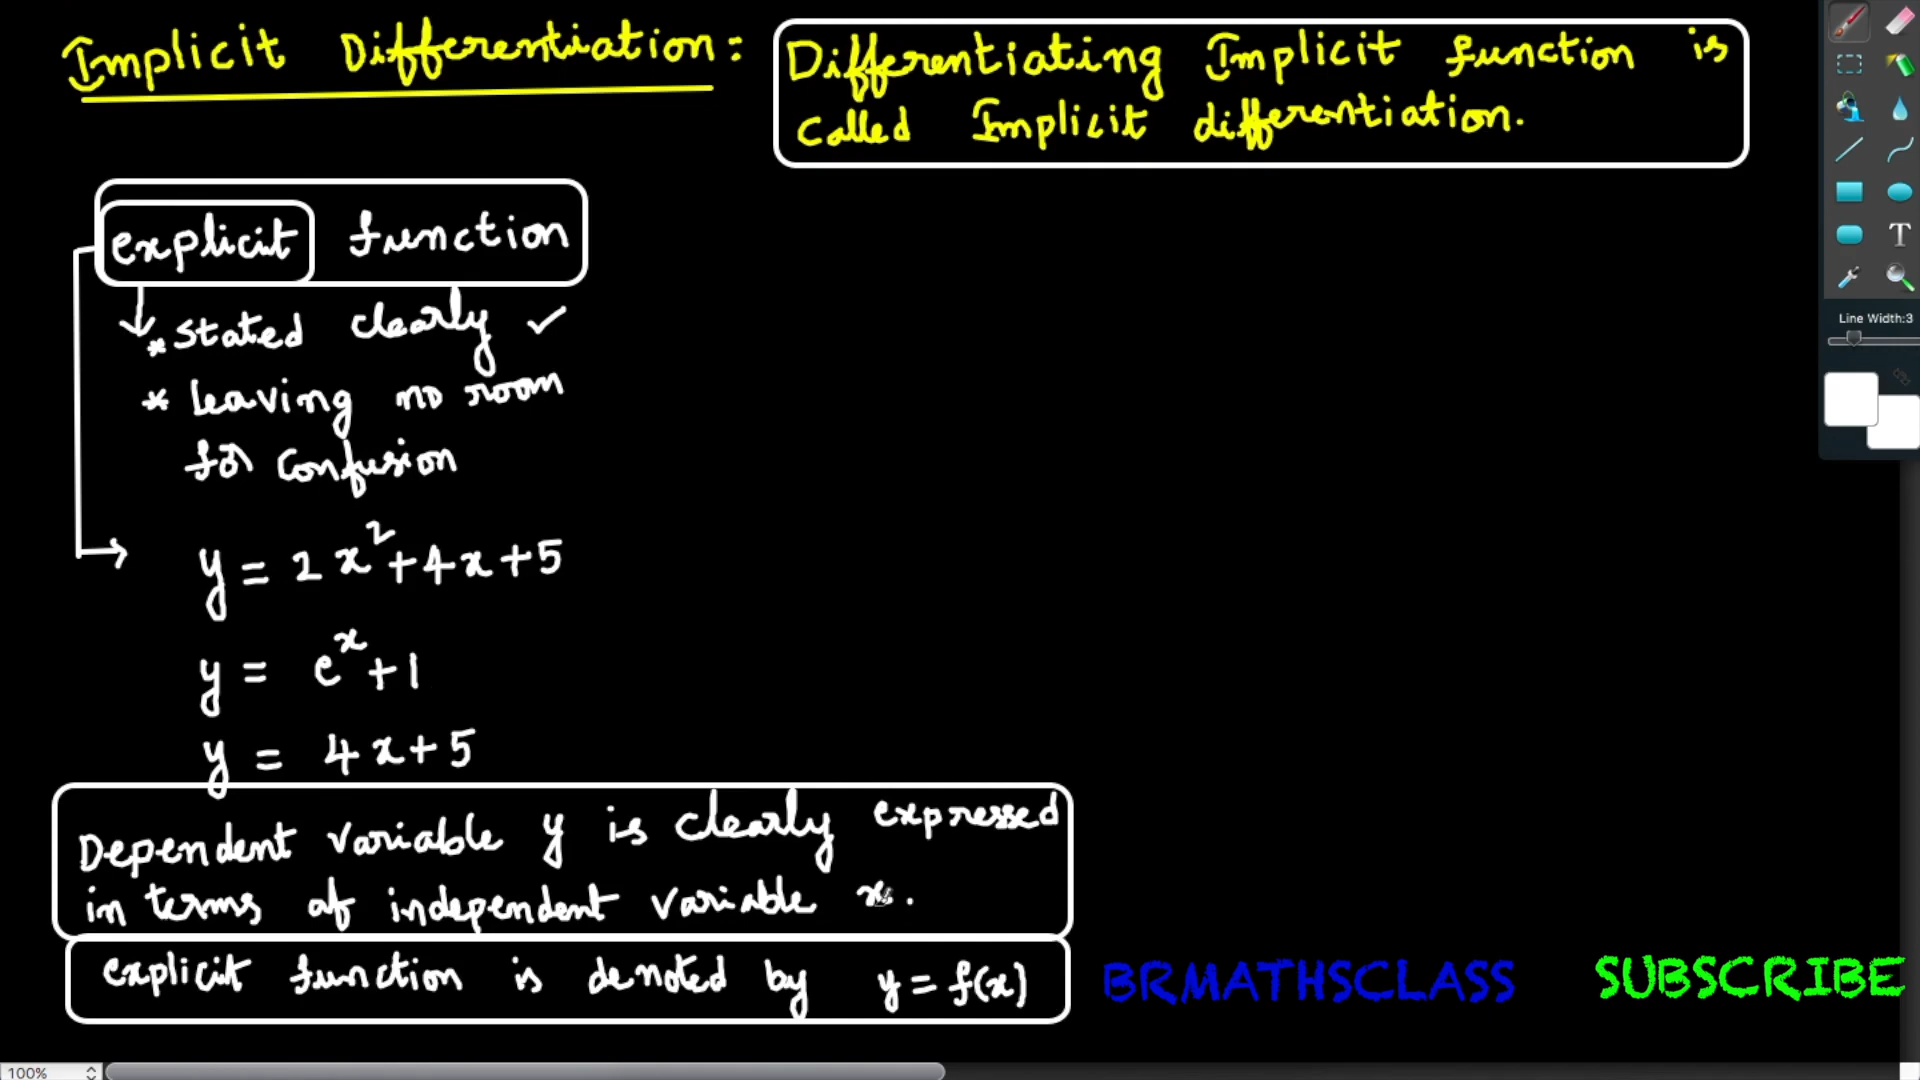 Implicit Differentiation:
Differentiating Implicit function is
called Implicit differentiation.
explicit function
* stated clearly ✓
* leaving no room
for confusion
y = 2x²+4x+5
y = eˣ+1
y = 4x+5
Dependent variable y is clearly expressed
in terms of independent variable x.
explicit function is denoted by y = f(x)
BRMATHSCLASS
SUBSCRIBE
T
Line Width:3
100%